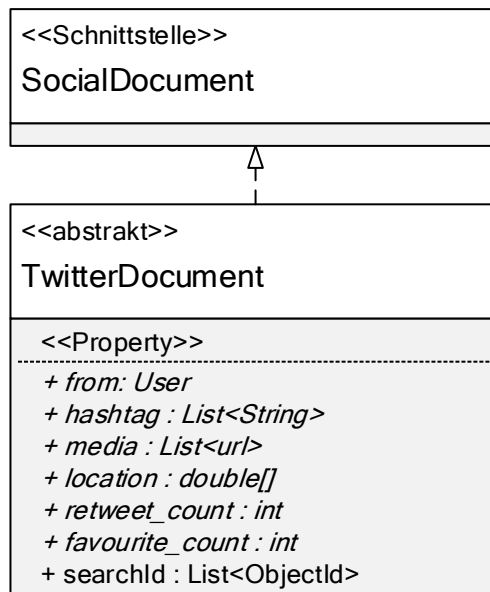 <<Schnittstelle>>
SocialDocument
<<abstrakt>>
TwitterDocument
<<Property>>
+ from: User
+ hashtag : List<String>
+ media : List<url>
+ location : double[]
+ retweet_count : int
+ favourite_count : int
+ searchId : List<ObjectId>